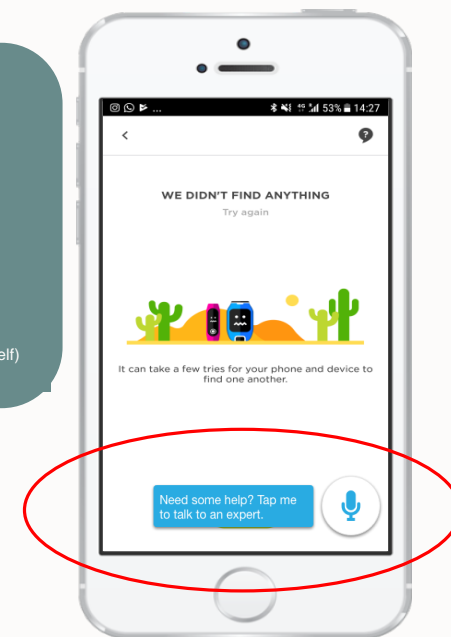 ... 4G 53% 14:27
<
?
WE DIDN'T FIND ANYTHING
Try again
elf)
It can take a few tries for your phone and device to
find one another.
Need some help? Tap me
to talk to an expert.